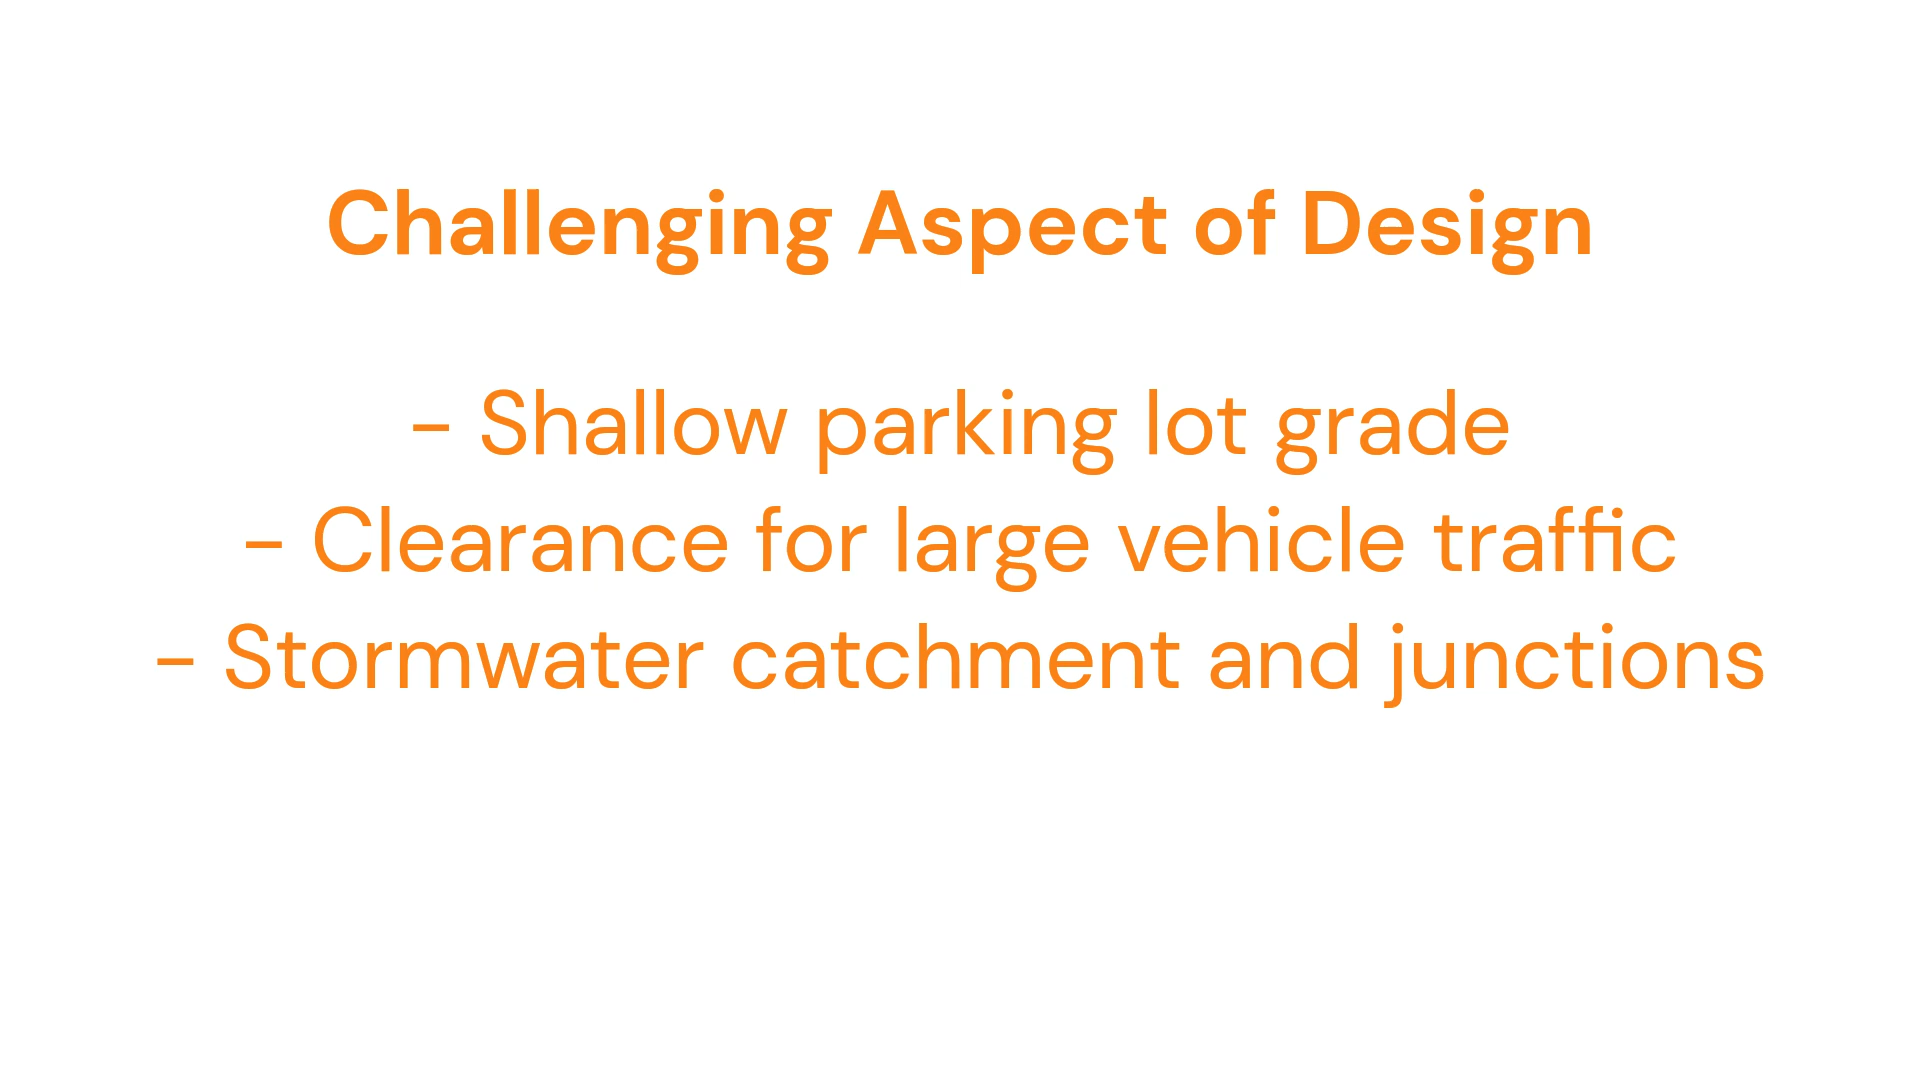 Challenging Aspect of Design
- Shallow parking lot grade
- Clearance for large vehicle traffic
- Stormwater catchment and junctions